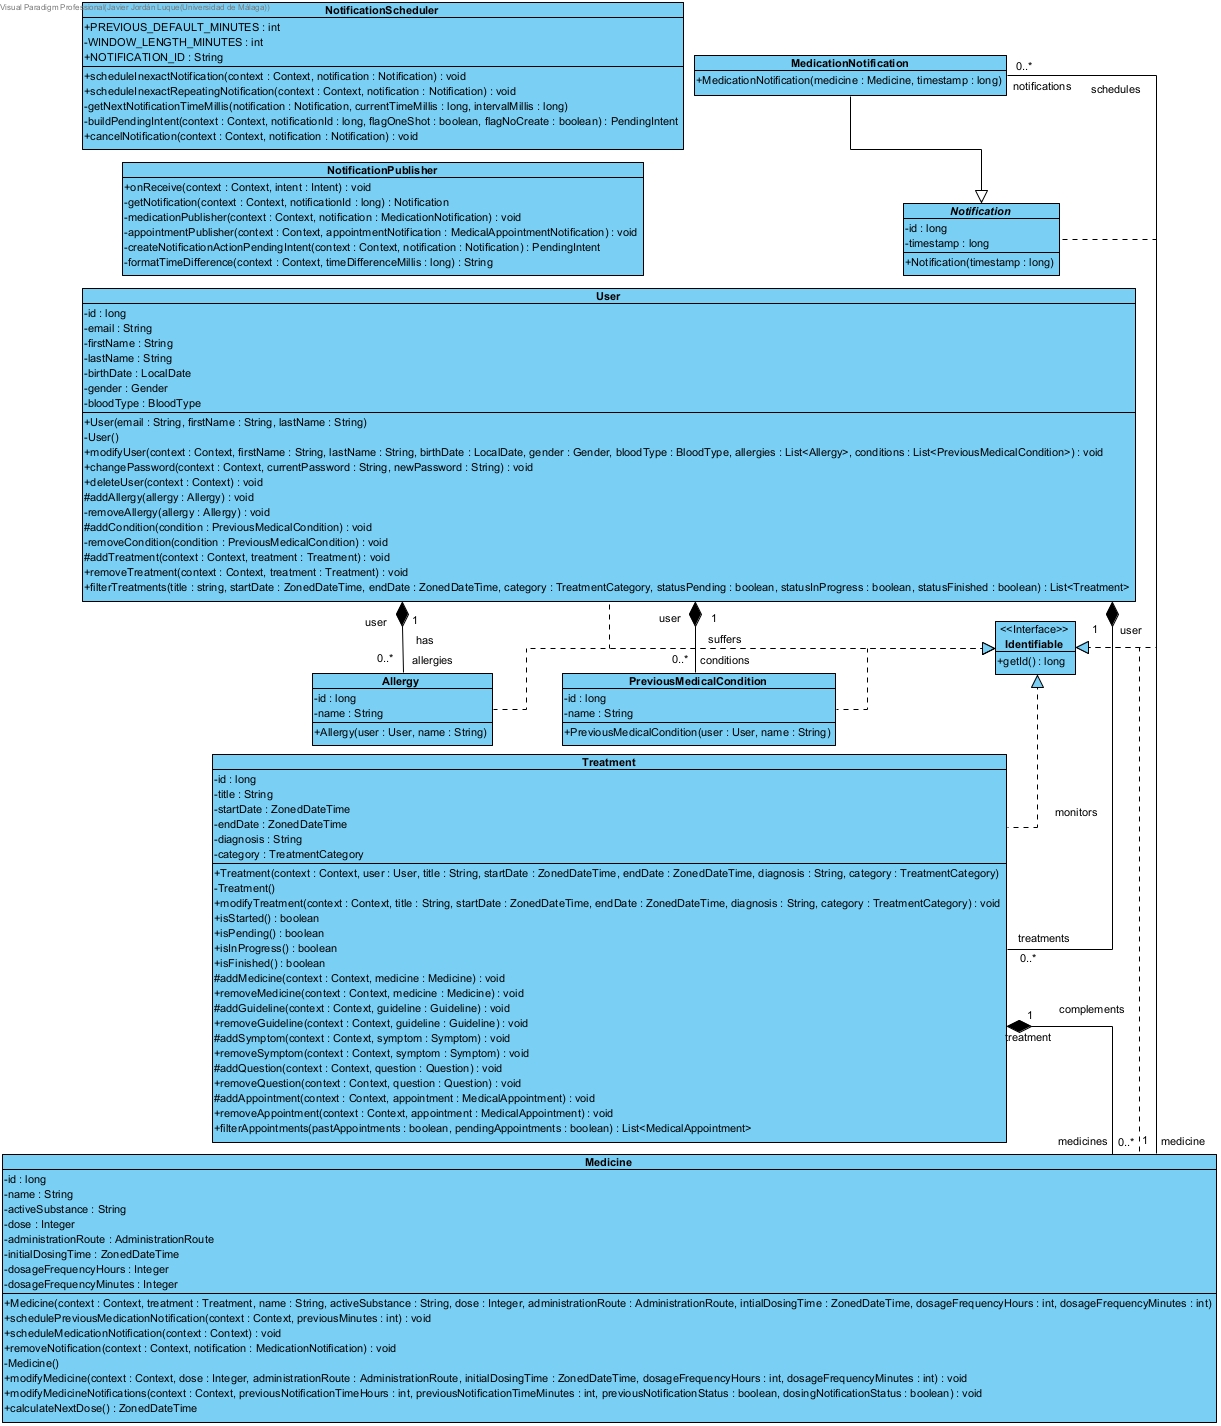 Visual Paradigm Professional(Javier Jordán Luque(Universidad de Málaga))
NotificationScheduler
+PREVIOUS_DEFAULT_MINUTES : int
-WINDOW_LENGTH_MINUTES : int
+NOTIFICATION_ID : String
+scheduleInexactNotification(context : Context, notification : Notification) : void
+scheduleInexactRepeatingNotification(context : Context, notification : Notification) : void
-getNextNotificationTimeMillis(notification : Notification, currentTimeMillis : long, intervalMillis : long)
-buildPendingIntent(context : Context, notificationId : long, flagOneShot : boolean, flagNoCreate : boolean) : PendingIntent
+cancelNotification(context : Context, notification : Notification) : void
MedicationNotification
+MedicationNotification(medicine : Medicine, timestamp : long)
0..*
notifications
schedules
NotificationPublisher
+onReceive(context : Context, intent : Intent) : void
-getNotification(context : Context, notificationId : long) : Notification
-medicationPublisher(context : Context, notification : MedicationNotification) : void
-appointmentPublisher(context : Context, appointmentNotification : MedicalAppointmentNotification) : void
-createNotificationActionPendingIntent(context : Context, notification : Notification) : PendingIntent
-formatTimeDifference(context : Context, timeDifferenceMillis : long) : String
Notification
-id : long
-timestamp : long
+Notification(timestamp : long)
User
-id : long
-email : String
-firstName : String
-lastName : String
-birthDate : LocalDate
-gender : Gender
-bloodType : BloodType
+User(email : String, firstName : String, lastName : String)
-User()
+modifyUser(context : Context, firstName : String, lastName : String, birthDate : LocalDate, gender : Gender, bloodType : BloodType, allergies : List<Allergy>, conditions : List<PreviousMedicalCondition>) : void
+changePassword(context : Context, currentPassword : String, newPassword : String) : void
+deleteUser(context : Context) : void
#addAllergy(allergy : Allergy) : void
-removeAllergy(allergy : Allergy) : void
#addCondition(condition : PreviousMedicalCondition) : void
-removeCondition(condition : PreviousMedicalCondition) : void
#addTreatment(context : Context, treatment : Treatment) : void
+removeTreatment(context : Context, treatment : Treatment) : void
+filterTreatments(title : string, startDate : ZonedDateTime, endDate : ZonedDateTime, category : TreatmentCategory, statusPending : boolean, statusInProgress : boolean, statusFinished : boolean) : List<Treatment>
user
1
has
0..*
allergies
user
1
suffers
0..*
conditions
<<Interface>>
Identifiable
+getId() : long
1
user
Allergy
-id : long
-name : String
+Allergy(user : User, name : String)
PreviousMedicalCondition
-id : long
-name : String
+PreviousMedicalCondition(user : User, name : String)
Treatment
-id : long
-title : String
-startDate : ZonedDateTime
-endDate : ZonedDateTime
-diagnosis : String
-category : TreatmentCategory
+Treatment(context : Context, user : User, title : String, startDate : ZonedDateTime, endDate : ZonedDateTime, diagnosis : String, category : TreatmentCategory)
-Treatment()
+modifyTreatment(context : Context, title : String, startDate : ZonedDateTime, endDate : ZonedDateTime, diagnosis : String, category : TreatmentCategory) : void
+isStarted() : boolean
+isPending() : boolean
+isInProgress() : boolean
+isFinished() : boolean
#addMedicine(context : Context, medicine : Medicine) : void
+removeMedicine(context : Context, medicine : Medicine) : void
#addGuideline(context : Context, guideline : Guideline) : void
+removeGuideline(context : Context, guideline : Guideline) : void
#addSymptom(context : Context, symptom : Symptom) : void
+removeSymptom(context : Context, symptom : Symptom) : void
#addQuestion(context : Context, question : Question) : void
+removeQuestion(context : Context, question : Question) : void
#addAppointment(context : Context, appointment : MedicalAppointment) : void
+removeAppointment(context : Context, appointment : MedicalAppointment) : void
+filterAppointments(pastAppointments : boolean, pendingAppointments : boolean) : List<MedicalAppointment>
monitors
treatments
0..*
complements
1
treatment
medicines
0..*
1
medicine
Medicine
-id : long
-name : String
-activeSubstance : String
-dose : Integer
-administrationRoute : AdministrationRoute
-initialDosingTime : ZonedDateTime
-dosageFrequencyHours : Integer
-dosageFrequencyMinutes : Integer
+Medicine(context : Context, treatment : Treatment, name : String, activeSubstance : String, dose : Integer, administrationRoute : AdministrationRoute, intialDosingTime : ZonedDateTime, dosageFrequencyHours : int, dosageFrequencyMinutes : int)
+schedulePreviousMedicationNotification(context : Context, previousMinutes : int) : void
+scheduleMedicationNotification(context : Context) : void
+removeNotification(context : Context, notification : MedicationNotification) : void
-Medicine()
+modifyMedicine(context : Context, dose : Integer, administrationRoute : AdministrationRoute, initialDosingTime : ZonedDateTime, dosageFrequencyHours : int, dosageFrequencyMinutes : int) : void
+modifyMedicineNotifications(context : Context, previousNotificationTimeHours : int, previousNotificationTimeMinutes : int, previousNotificationStatus : boolean, dosingNotificationStatus : boolean) : void
+calculateNextDose() : ZonedDateTime